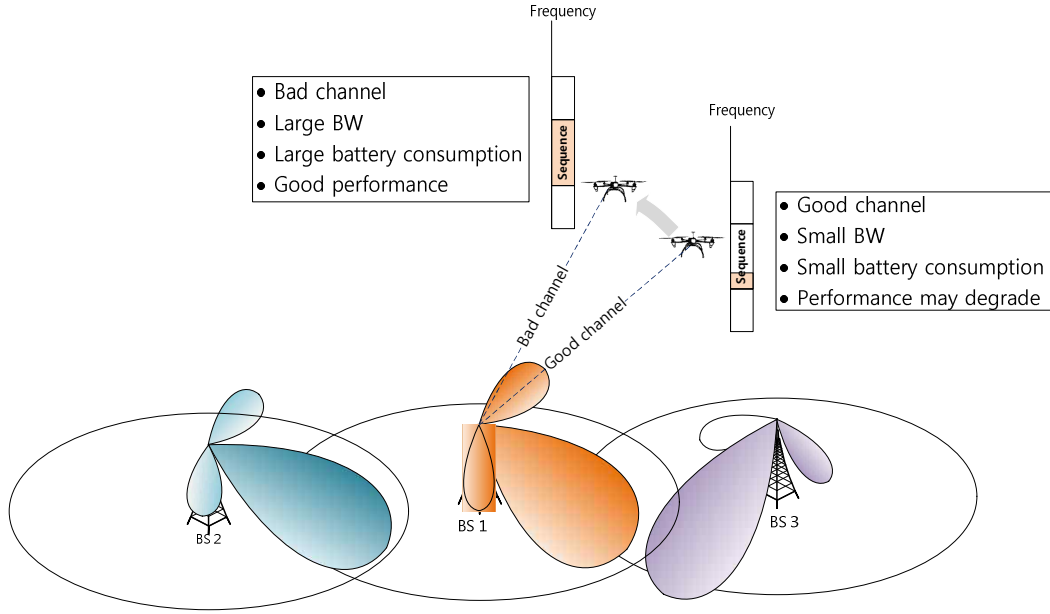 Frequency
• Bad channel
• Large BW
• Large battery consumption
• Good performance
Sequence
Frequency
Sequence
• Good channel
• Small BW
• Small battery consumption
• Performance may degrade
Bad channel
Good channel
BS 2
BS 1
BS 3